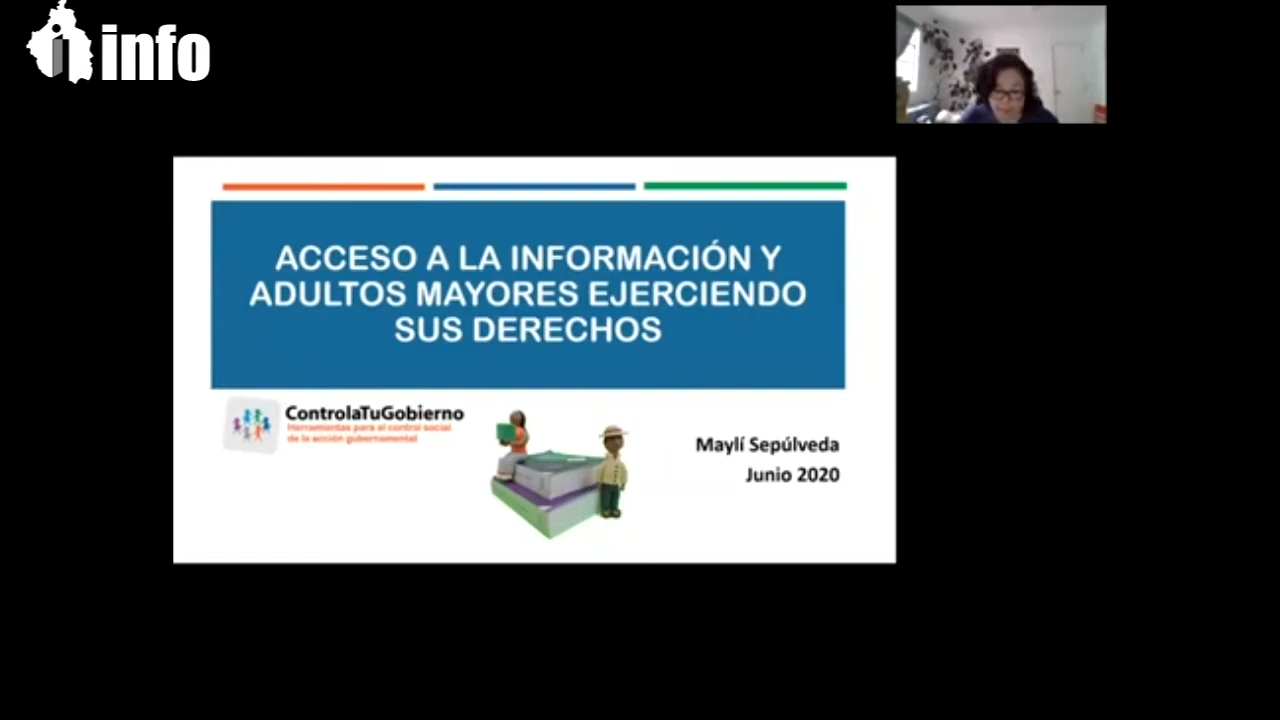 info
ACCESO A LA INFORMACIÓN Y
ADULTOS MAYORES EJERCIENDO
SUS DERECHOS
ControlaTuGobierno
Herramientas para el control social
de la acción gubernamental
Maylí Sepúlveda
Junio 2020